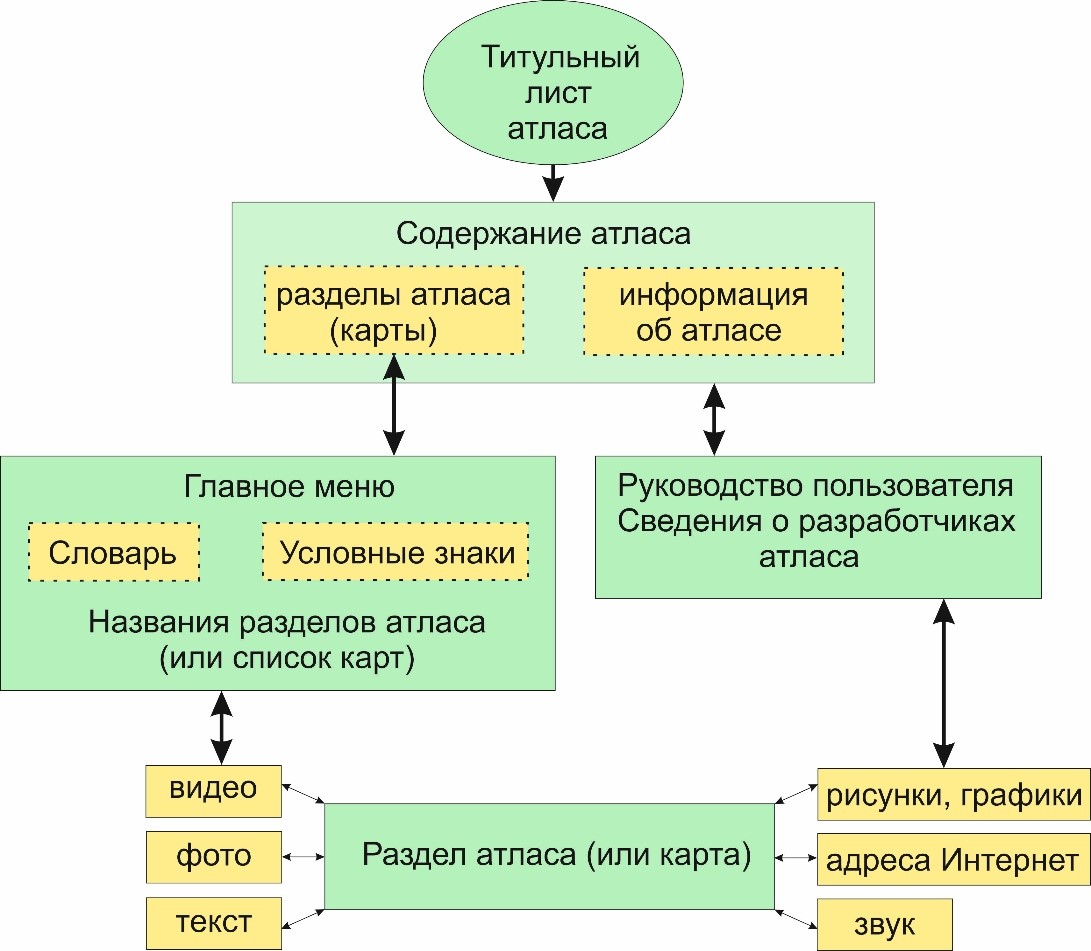 Титульный
лист
атласа
Содержание атласа
разделы атласа
(карты)
информация
об атласе
Главное меню
Словарь
Условные знаки
Названия разделов атласа
(или список карт)
Руководство пользователя
Сведения о разработчиках
атласа
видео
фото
текст
Раздел атласа (или карта)
рисунки, графики
адреса Интернет
звук